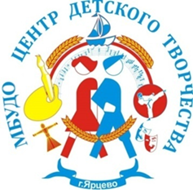 МБУДО ЦЕНТР ДЕТСКОГО ТВОРЧЕСТВА
г.Ярцево